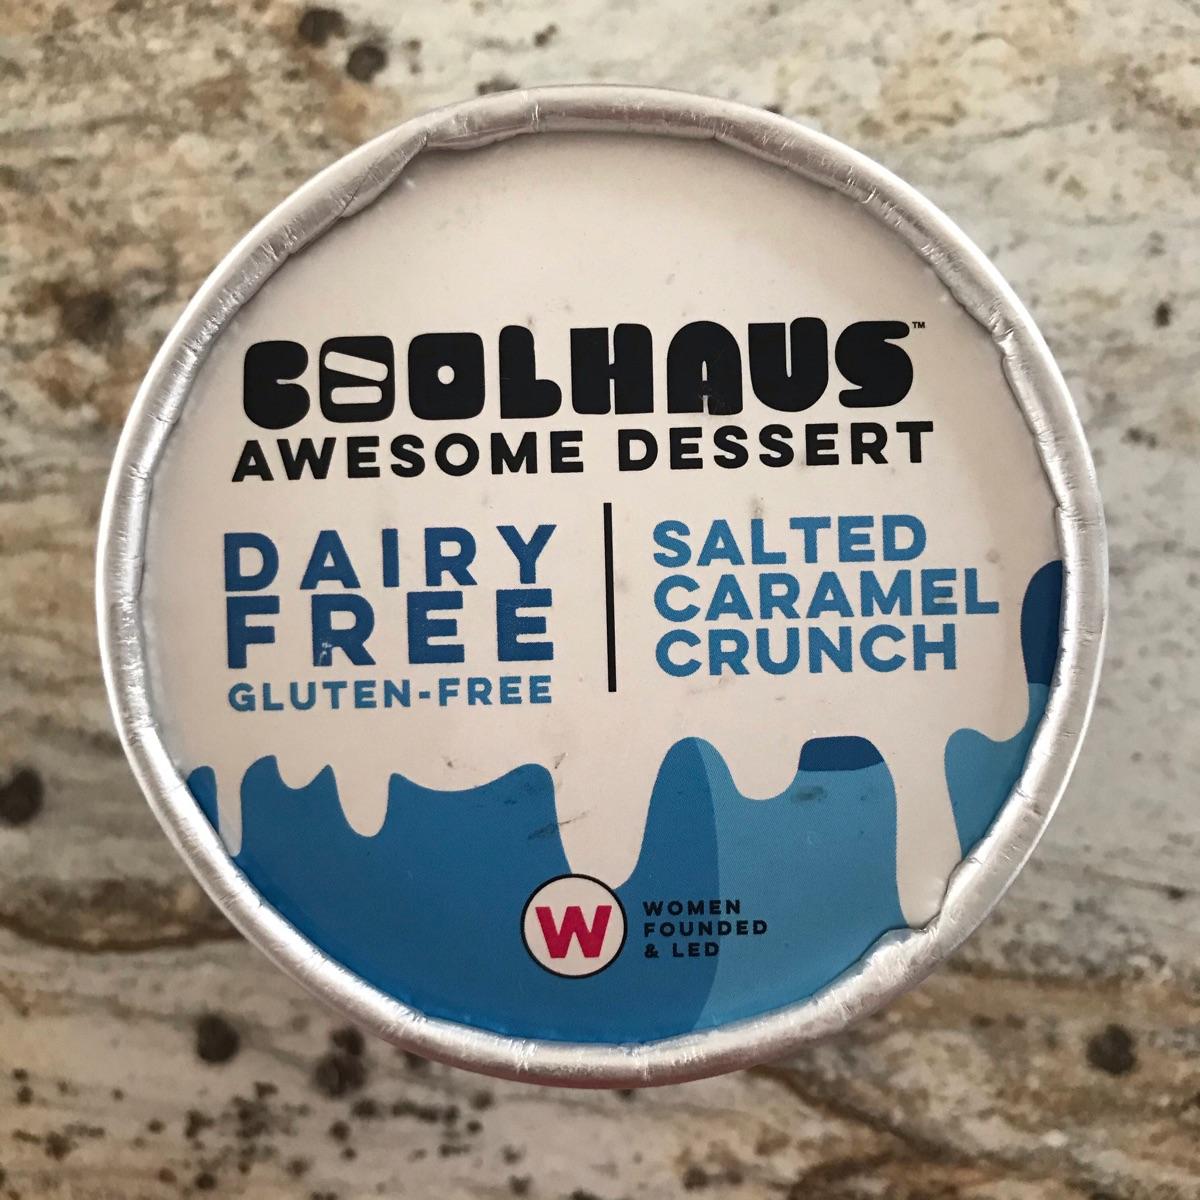 COOLHAUS™
AWESOME DESSERT
DAIRY
FREE
GLUTEN-FREE
SALTED
CARAMEL
CRUNCH
W
WOMEN
FOUNDED
& LED